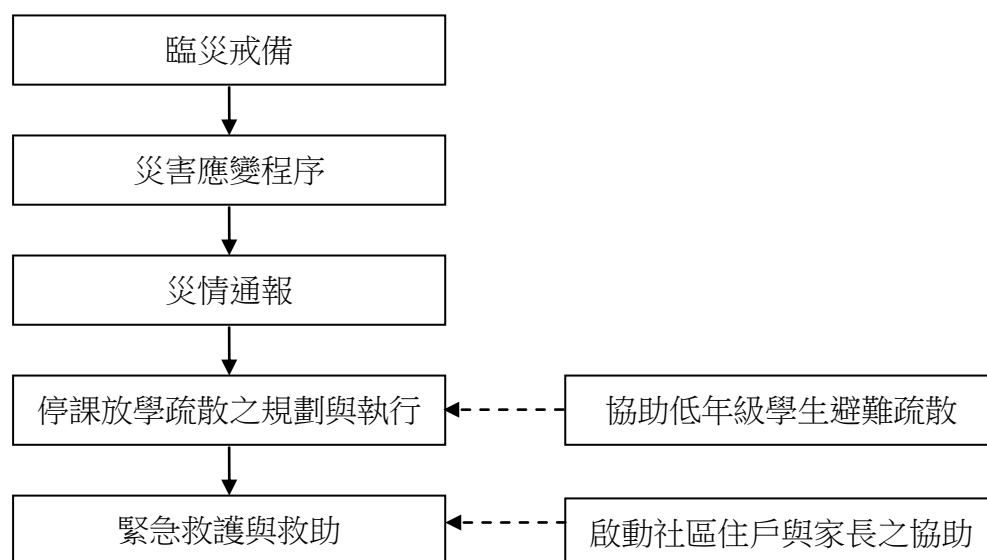 臨災戒備
災害應變程序
災情通報
停課放學疏散之規劃與執行
協助低年級學生避難疏散
緊急救護與救助
啟動社區住戶與家長之協助